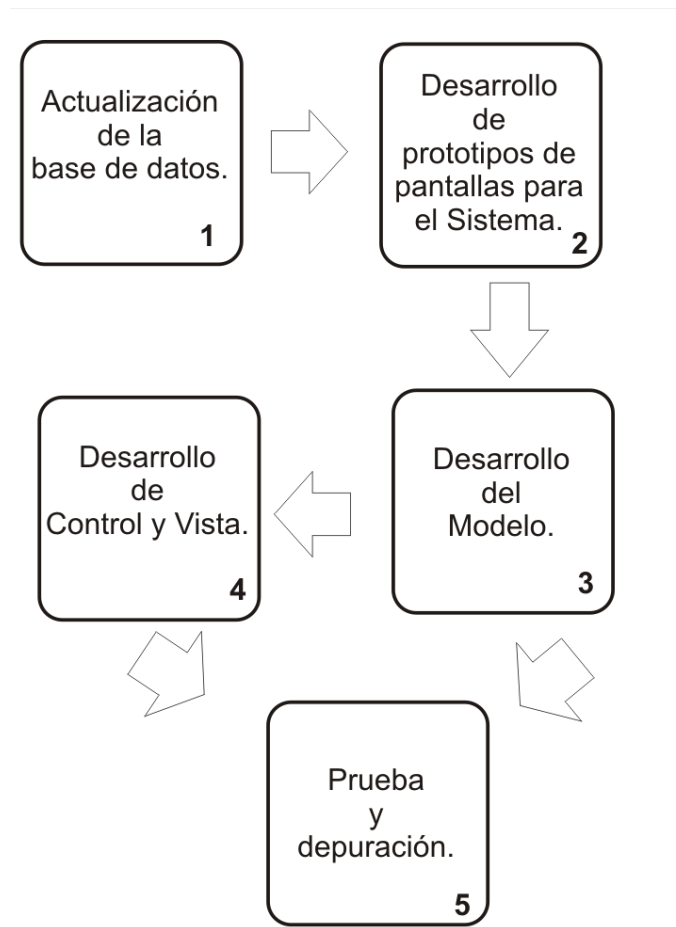 Actualización
de la
base de datos.
1
Desarrollo
de
prototipos de
pantallas para
el Sistema.
2
Desarrollo
del
Modelo.
3
Desarrollo
de
Control y Vista.
4
Prueba
y
depuración.
5